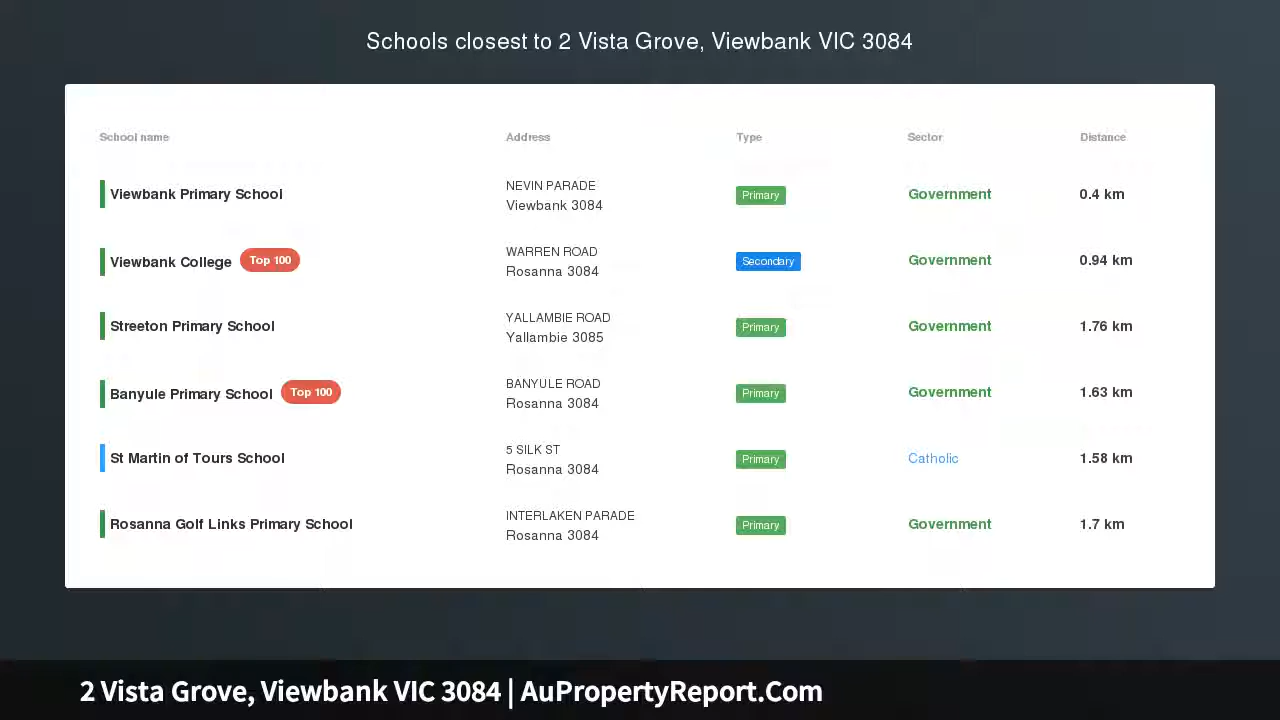 Schools closest to 2 Vista Grove, Viewbank VIC 3084
School name Address Type Sector Distance
Viewbank Primary School NEVIN PARADE Viewbank 3084 Primary Government 0.4 km
Viewbank College Top 100 WARREN ROAD Rosanna 3084 Secondary Government 0.94 km
Streeton Primary School YALLAMBIE ROAD Yallambie 3085 Primary Government 1.76 km
Banyule Primary School Top 100 BANYULE ROAD Rosanna 3084 Primary Government 1.63 km
St Martin of Tours School 5 SILK ST Rosanna 3084 Primary Catholic 1.58 km
Rosanna Golf Links Primary School INTERLAKEN PARADE Rosanna 3084 Primary Government 1.7 km
2 Vista Grove, Viewbank VIC 3084 | AuPropertyReport.Com